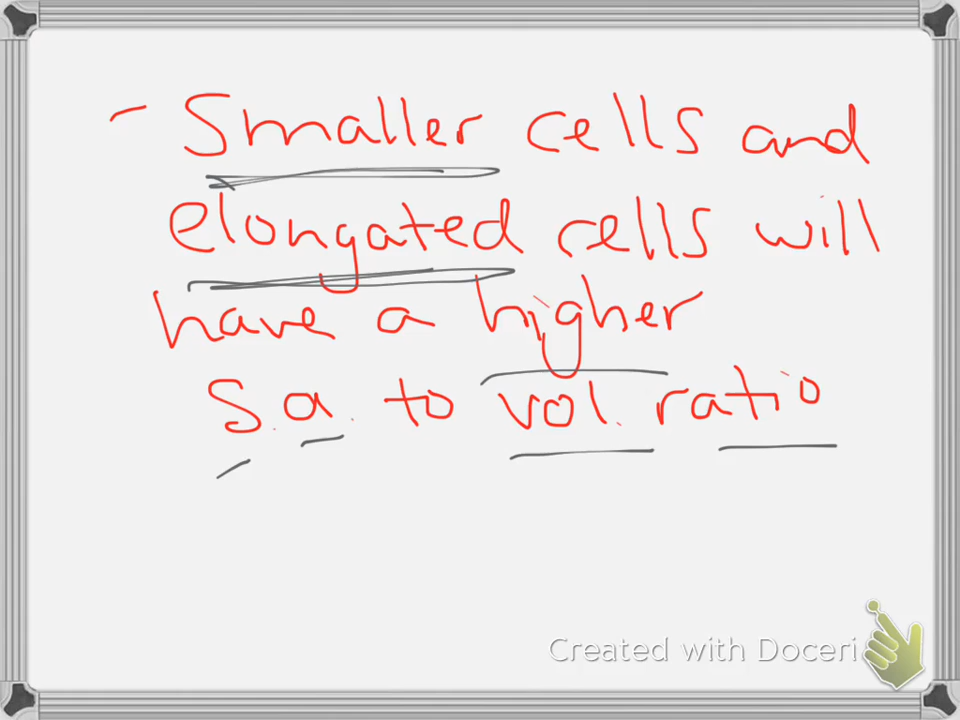 - Smaller cells and
elongated cells will
have a higher
S.a. to vol. ratio
Created with Doceri